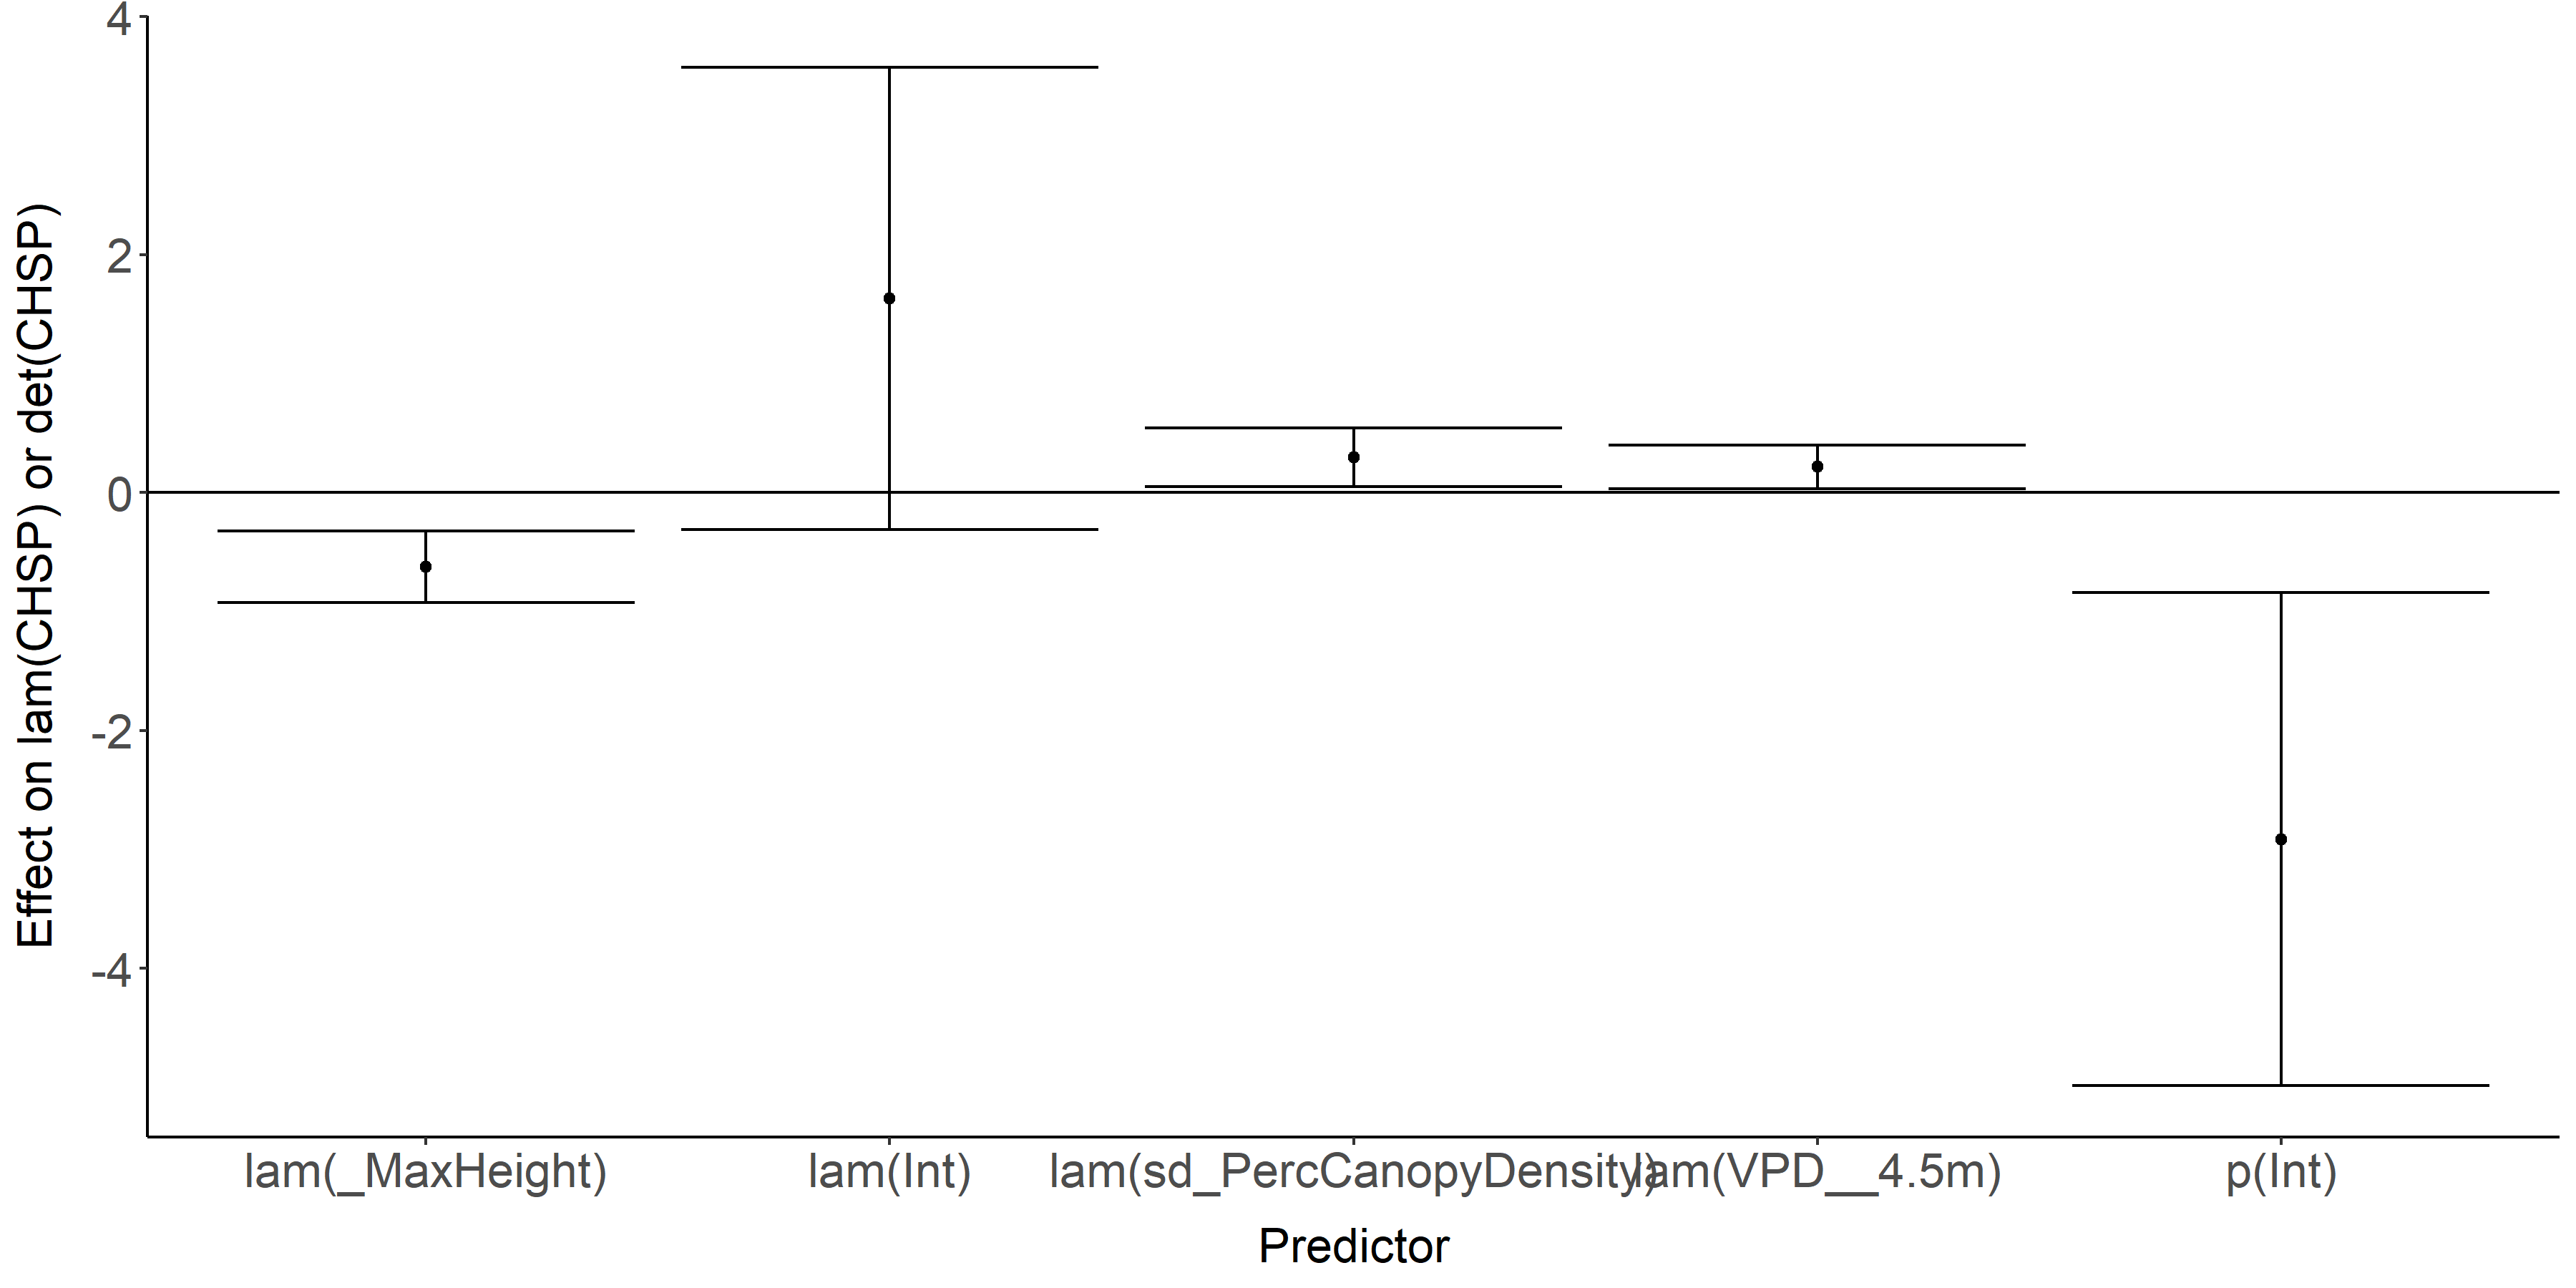 Effect on lam(CHSP) or det(CHSP)
4
2
0
-2
-4
lam(_MaxHeight) lam(Int) lam(sd_PercCanopyDensity) lam(VPD__4.5m) p(Int)
Predictor